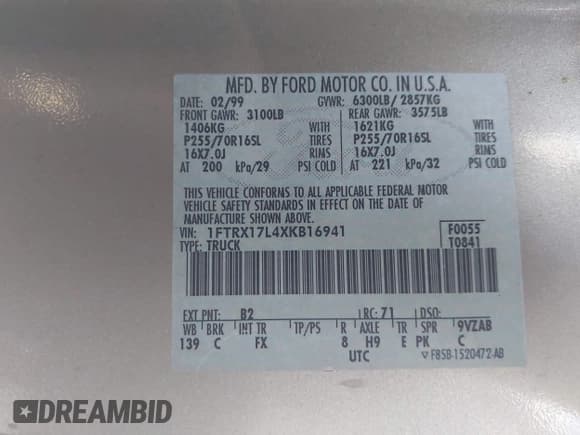 MFD. BY FORD MOTOR CO. IN U.S.A.
DATE: 02/99 GVWR: 6300LB/ 2857KG
FRONT GAWR: 3100LB REAR GAWR: 3575LB
1406KG WITH 1621KG WITH
P255/70R16SL TIRES P255/70R16SL TIRES
16X7.0J RIMS 16X7.0J RIMS
AT 200 kPa/29 PSI COLD AT 221 kPa/32 PSI COLD
THIS VEHICLE CONFORMS TO ALL APPLICABLE FEDERAL MOTOR
VEHICLE SAFETY STANDARDS IN EFFECT ON THE DATE OF
MANUFACTURE SHOWN ABOVE.
VIN: 1FTRX17L4XKB16941 F0055
TYPE: TRUCK T0841
EXT PNT: B2 RC: 71 DSO:
WB BRK INT TR TP/PS R AXLE TR SPR 9VZAB
139 C FX 8 H9 E PK C
UTC ▽F8SB-1520472-AB
DREAMBID